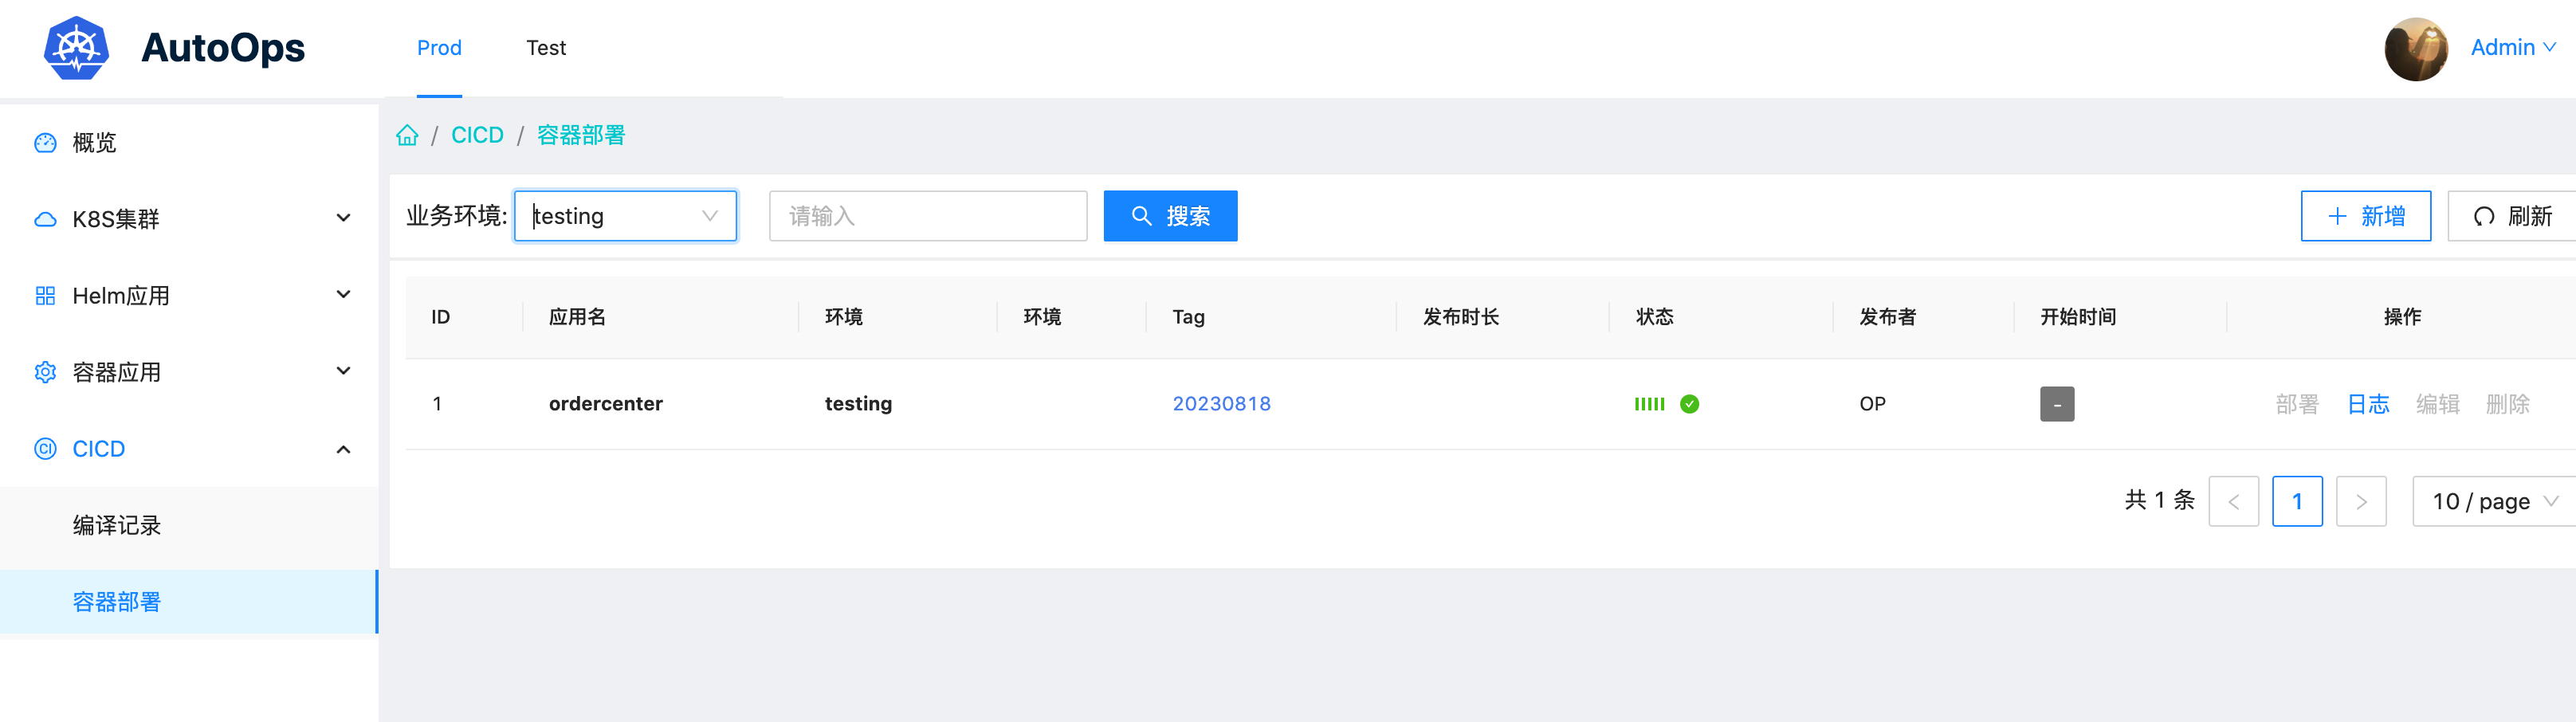 AutoOps
Prod
Test
Admin
概览
K8S集群
Helm应用
容器应用
CI CICD
编译记录
容器部署
/ CICD / 容器部署
业务环境: testing 请输入 搜索 新增 刷新
ID 应用名 环境 环境 Tag 发布时长 状态 发布者 开始时间 操作
1 ordercenter testing 20230818 OP - 部署 日志 编辑 删除
共 1 条 < 1 > 10 / page